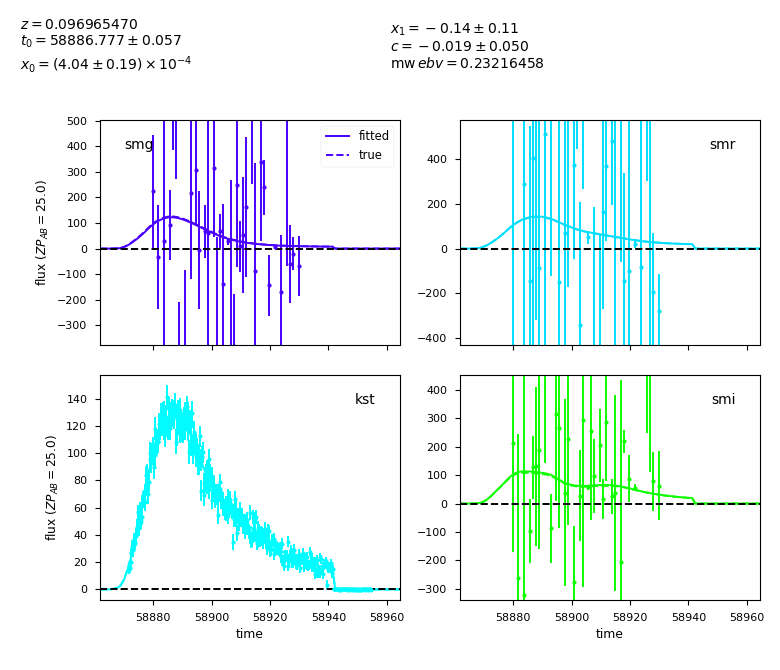 z = 0.096965470
t₀ = 58886.777 ± 0.057
x₀ = (4.04 ± 0.19) × 10⁻⁴
x₁ = −0.14 ± 0.11
c = −0.019 ± 0.050
mwebv = 0.23216458
smg
fitted
true
flux (ZP_AB = 25.0)
500
400
300
200
100
0
−100
−200
−300
smr
400
200
0
−200
−400
kst
flux (ZP_AB = 25.0)
140
120
100
80
60
40
20
0
58880 58900 58920 58940 58960
time
smi
400
300
200
100
0
−100
−200
−300
58880 58900 58920 58940 58960
time